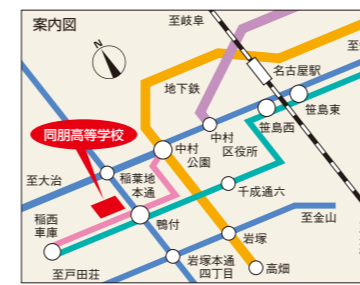 案内図
至岐阜
N
名古屋駅
地下鉄
笹島東
笹島西
同朋高等学校
中村
区役所
中村
公園
至大治
稲葉地
本通
千成通六
稲西
車庫
鴨付
至金山
岩塚
岩塚本通
四丁目
高畑
至戸田荘